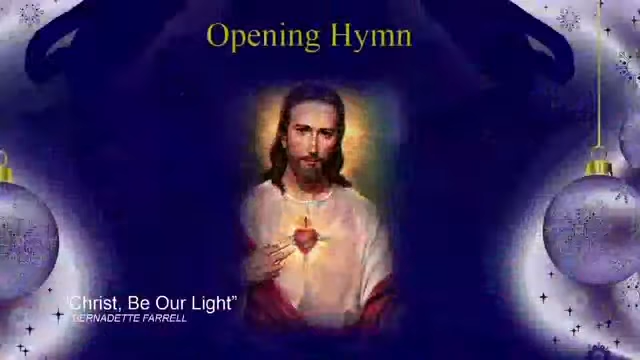 Opening Hymn
"Christ, Be Our Light"
BERNADETTE FARRELL